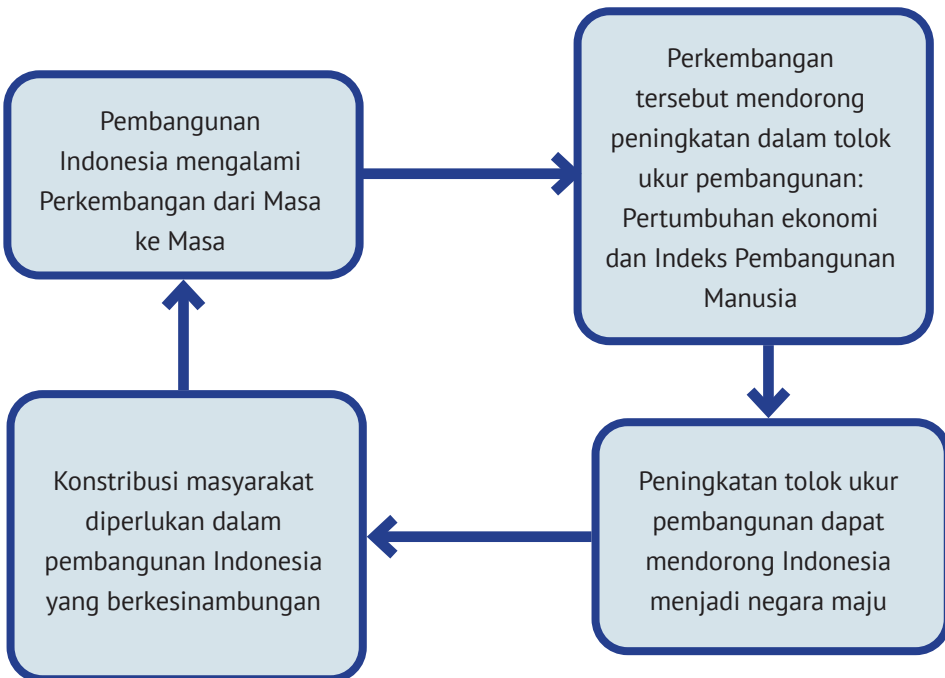 Pembangunan
Indonesia mengalami
Perkembangan dari Masa
ke Masa
Perkembangan
tersebut mendorong
peningkatan dalam tolok
ukur pembangunan:
Pertumbuhan ekonomi
dan Indeks Pembangunan
Manusia
Peningkatan tolok ukur
pembangunan dapat
mendorong Indonesia
menjadi negara maju
Konstribusi masyarakat
diperlukan dalam
pembangunan Indonesia
yang berkesinambungan